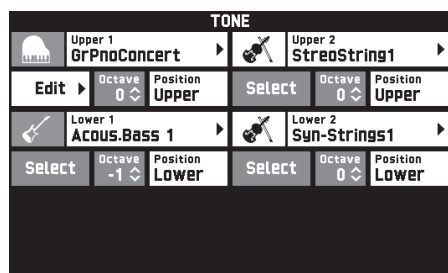 TONE
Upper 1
GrPnoConcert
Upper 2
StreoString1
Edit
Octave
0
Position
Upper
Select
Octave
0
Position
Upper
Lower 1
Acous.Bass 1
Lower 2
Syn-Strings1
Select
Octave
-1
Position
Lower
Select
Octave
0
Position
Lower